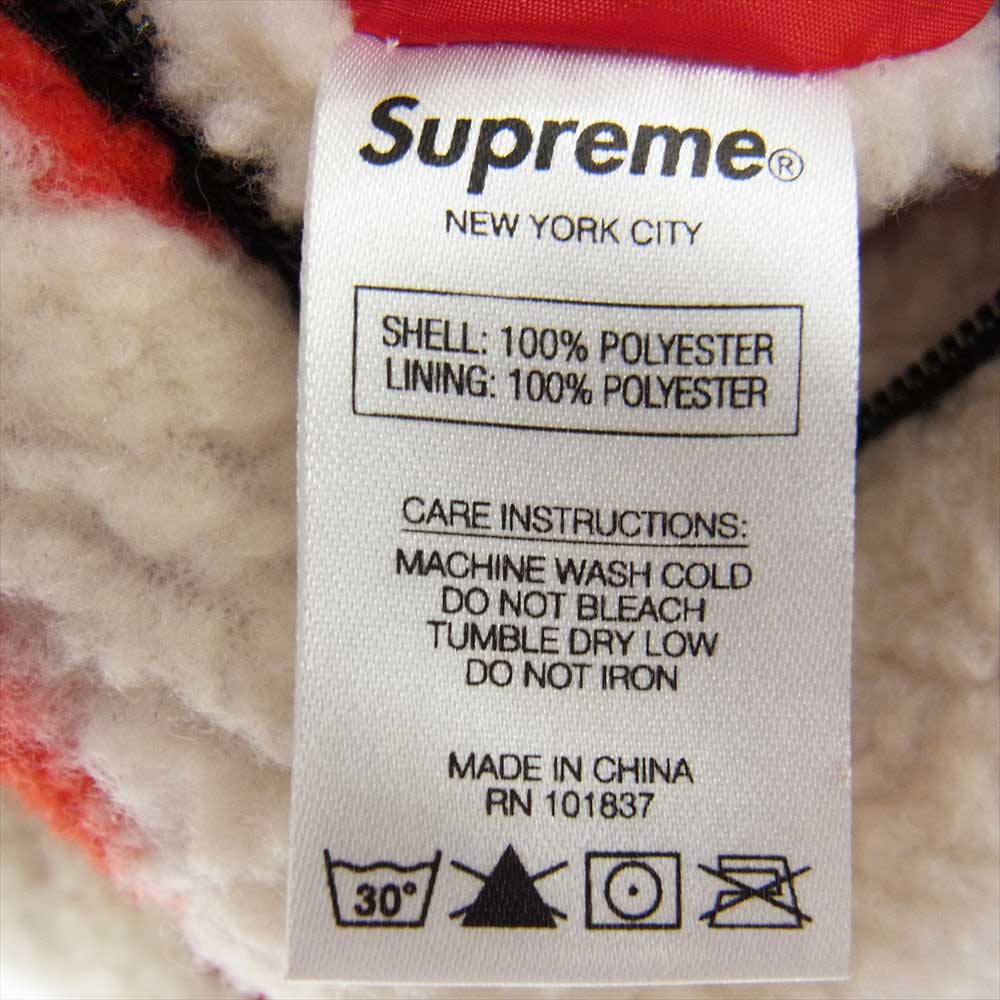 Supreme®
NEW YORK CITY
SHELL: 100% POLYESTER
LINING: 100% POLYESTER
CARE INSTRUCTIONS:
MACHINE WASH COLD
DO NOT BLEACH
TUMBLE DRY LOW
DO NOT IRON
MADE IN CHINA
RN 101837
30°